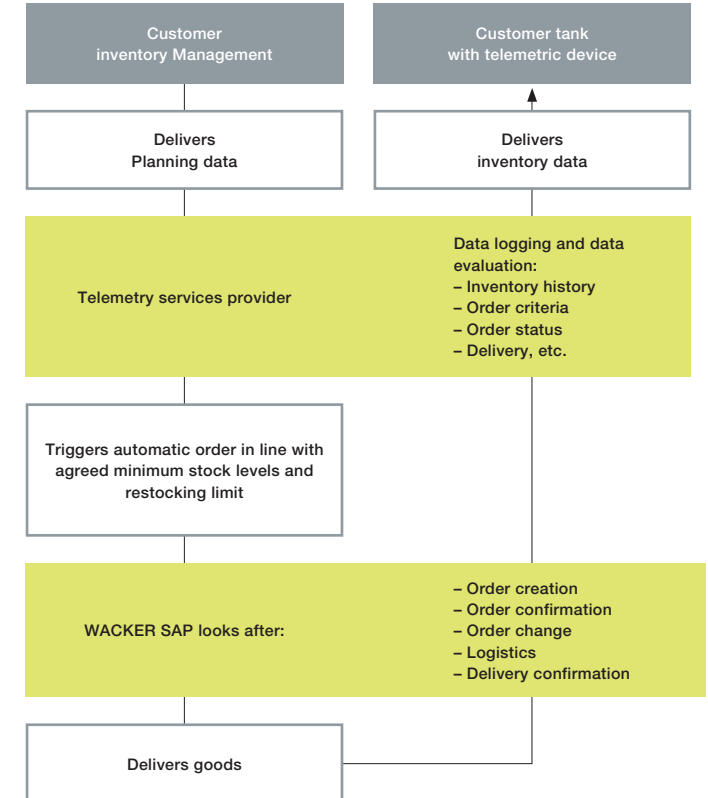 Customer
inventory Management
Customer tank
with telemetric device
Delivers
Planning data
Delivers
inventory data
Telemetry services provider
Data logging and data
evaluation:
– Inventory history
– Order criteria
– Order status
– Delivery, etc.
Triggers automatic order in line with
agreed minimum stock levels and
restocking limit
WACKER SAP looks after:
– Order creation
– Order confirmation
– Order change
– Logistics
– Delivery confirmation
Delivers goods